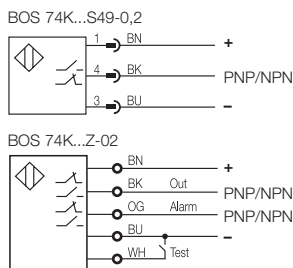 BOS 74K...S49-0,2
1 BN +
4 BK PNP/NPN
3 BU –
BOS 74K...Z-02
BN +
BK Out PNP/NPN
OG Alarm PNP/NPN
BU –
WH Test